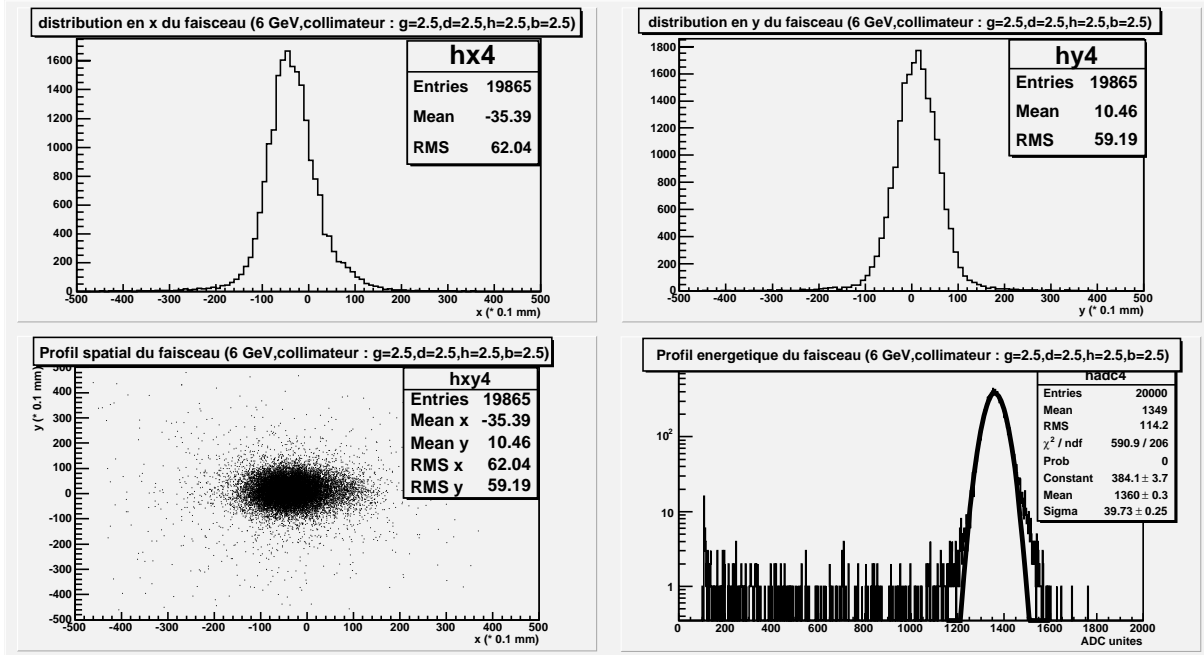 distribution en x du faisceau (6 GeV,collimateur : g=2.5,d=2.5,h=2.5,b=2.5)
hx4
Entries 19865
Mean -35.39
RMS 62.04
1600
1400
1200
1000
800
600
400
200
0
-500 -400 -300 -200 -100 0 100 200 300 400 500
x (* 0.1 mm)
distribution en y du faisceau (6 GeV,collimateur : g=2.5,d=2.5,h=2.5,b=2.5)
hy4
Entries 19865
Mean 10.46
RMS 59.19
1800
1600
1400
1200
1000
800
600
400
200
0
-500 -400 -300 -200 -100 0 100 200 300 400 500
y (* 0.1 mm)
Profil spatial du faisceau (6 GeV,collimateur : g=2.5,d=2.5,h=2.5,b=2.5)
hxy4
Entries 19865
Mean x -35.39
Mean y 10.46
RMS x 62.04
RMS y 59.19
y (* 0.1 mm)
500
400
300
200
100
0
-100
-200
-300
-400
-500
-500 -400 -300 -200 -100 0 100 200 300 400 500
x (* 0.1 mm)
Profil energetique du faisceau (6 GeV,collimateur : g=2.5,d=2.5,h=2.5,b=2.5)
hadc4
Entries 20000
Mean 1349
RMS 114.2
χ² / ndf 590.9 / 206
Prob 0
Constant 384.1 ± 3.7
Mean 1360 ± 0.3
Sigma 39.73 ± 0.25
10²
10
1
0 200 400 600 800 1000 1200 1400 1600 1800 2000
ADC unites